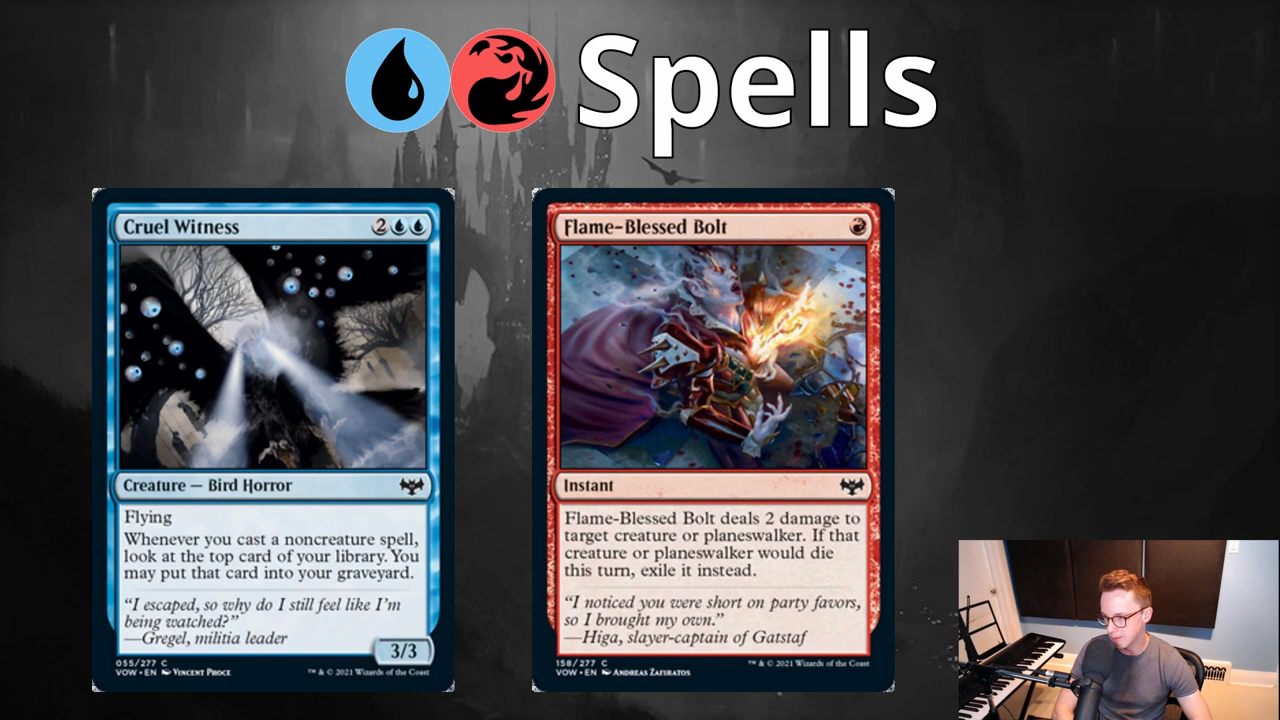 Spells
Cruel Witness 2
Creature — Bird Horror
Flying
Whenever you cast a noncreature spell,
look at the top card of your library. You
may put that card into your graveyard.
“I escaped, so why do I still feel like I’m
being watched?”
—Gregel, militia leader
3/3
055/277 C
VOW • EN Vincent Proce
™ & © 2021 Wizards of the Coast
Flame-Blessed Bolt
Instant
Flame-Blessed Bolt deals 2 damage to
target creature or planeswalker. If that
creature or planeswalker would die
this turn, exile it instead.
“I noticed you were short on party favors,
so I brought my own.”
—Higa, slayer-captain of Gatstaf
158/277 C
VOW • EN Andreas Zafiratos
™ & © 2021 Wizards of the Coast